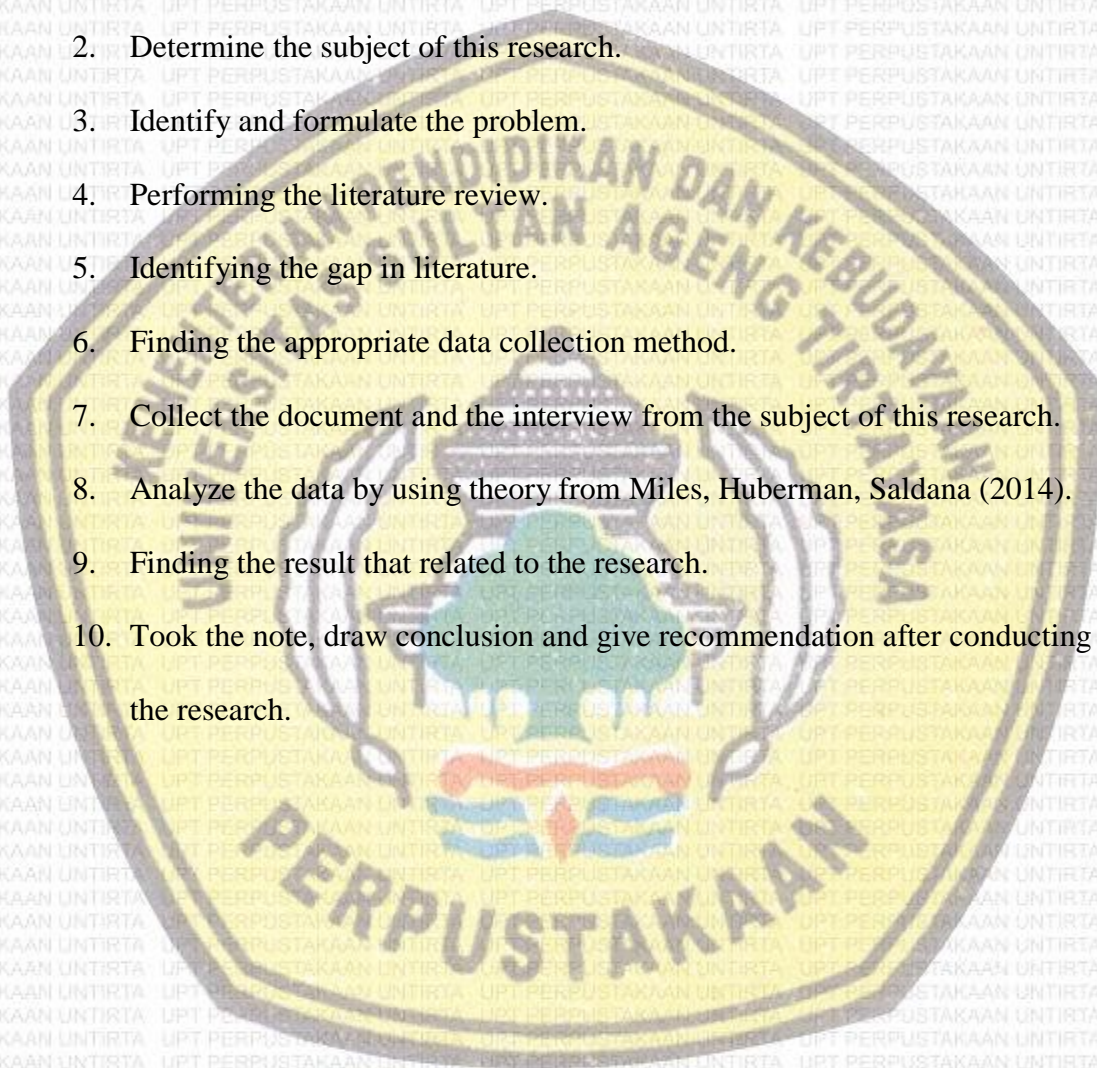 2. Determine the subject of this research.
3. Identify and formulate the problem.
4. Performing the literature review.
5. Identifying the gap in literature.
6. Finding the appropriate data collection method.
7. Collect the document and the interview from the subject of this research.
8. Analyze the data by using theory from Miles, Huberman, Saldana (2014).
9. Finding the result that related to the research.
10. Took the note, draw conclusion and give recommendation after conducting
the research.
KEMENTERIAN PENDIDIKAN DAN KEBUDAYAAN
UNIVERSITAS SULTAN AGENG TIRTAYASA
PERPUSTAKAAN
UPT PERPUSTAKAAN UNTIRTA